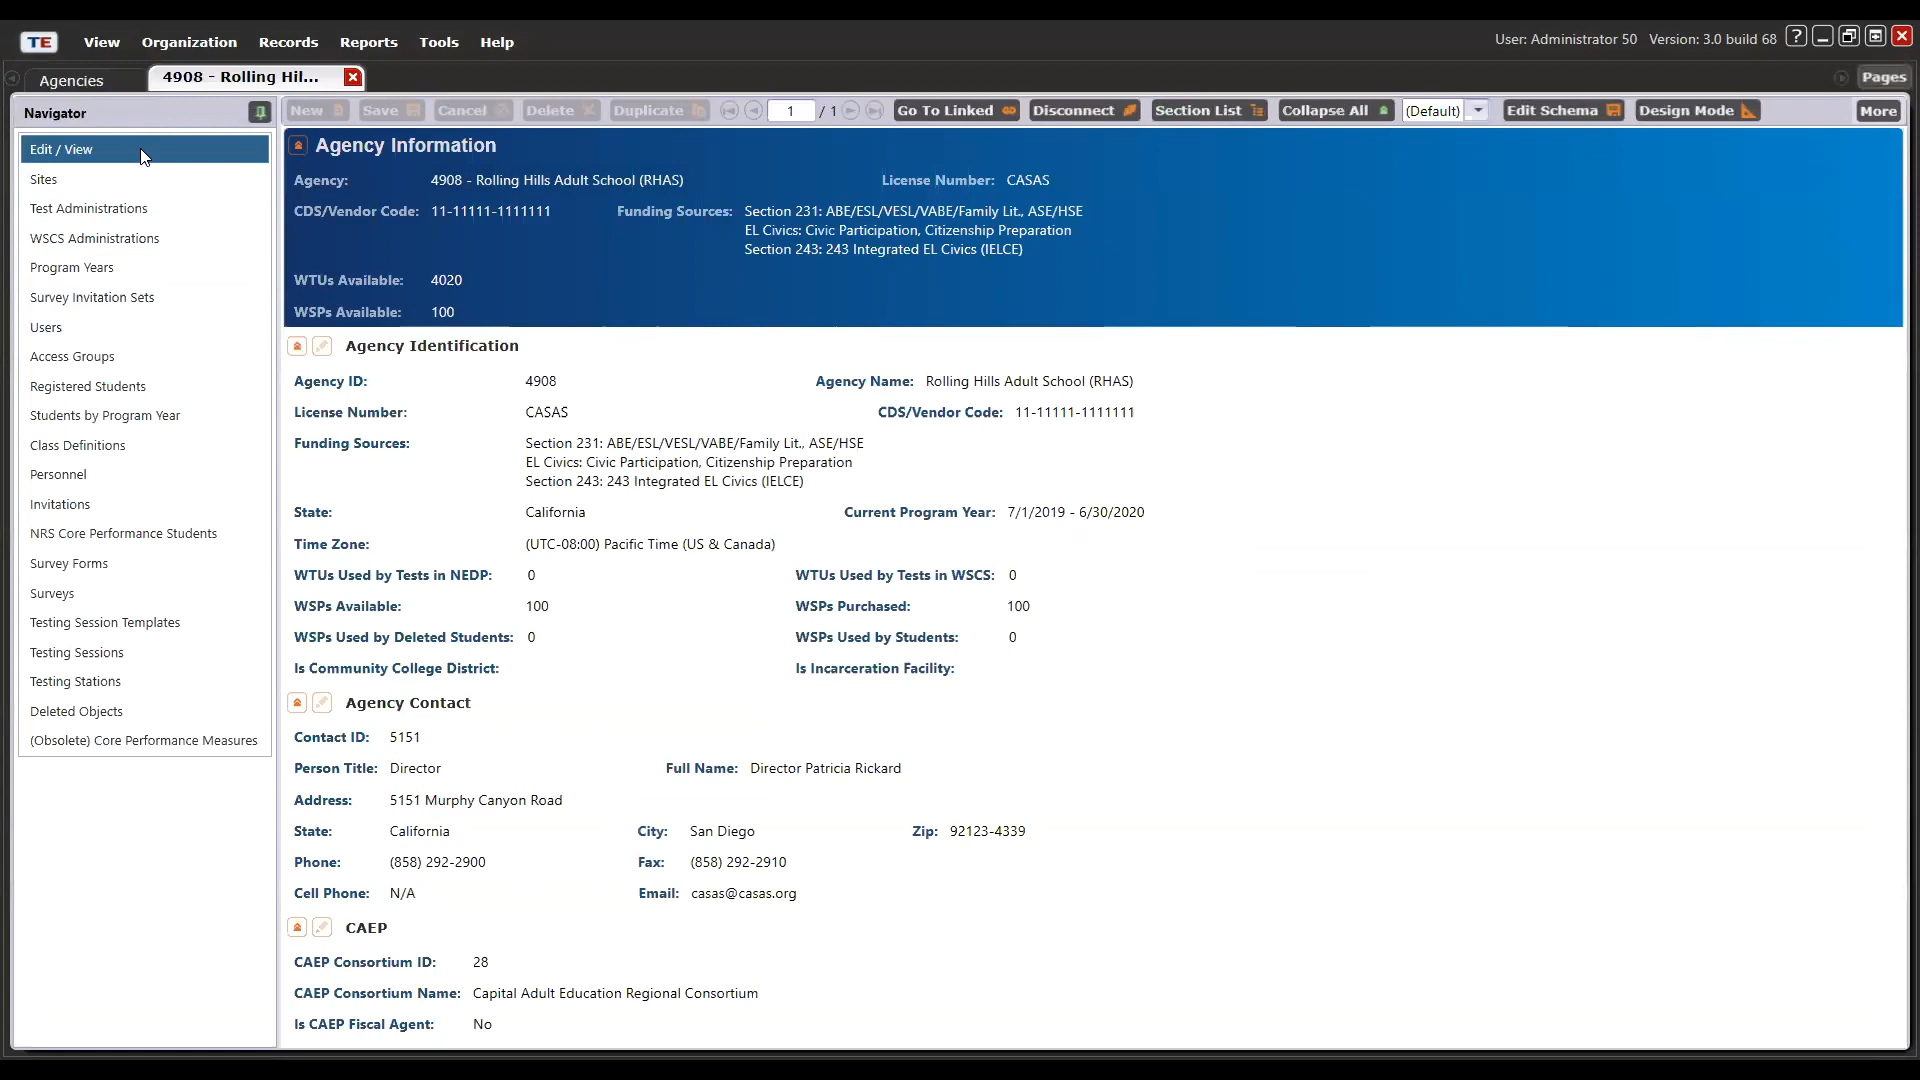 TE View Organization Records Reports Tools Help User: Administrator 50 Version: 3.0 build 68 ?
Agencies 4908 - Rolling Hil... Pages
Navigator
New Save Cancel Delete Duplicate 1 / 1 Go To Linked Disconnect Section List Collapse All (Default) Edit Schema Design Mode More
Edit / View
Sites
Test Administrations
WSCS Administrations
Program Years
Survey Invitation Sets
Users
Access Groups
Registered Students
Students by Program Year
Class Definitions
Personnel
Invitations
NRS Core Performance Students
Survey Forms
Surveys
Testing Session Templates
Testing Sessions
Testing Stations
Deleted Objects
(Obsolete) Core Performance Measures
Agency Information
Agency: 4908 - Rolling Hills Adult School (RHAS) License Number: CASAS
CDS/Vendor Code: 11-11111-1111111 Funding Sources: Section 231: ABE/ESL/VESL/VABE/Family Lit., ASE/HSE
EL Civics: Civic Participation, Citizenship Preparation
Section 243: 243 Integrated EL Civics (IELCE)
WTUs Available: 4020
WSPs Available: 100
Agency Identification
Agency ID: 4908 Agency Name: Rolling Hills Adult School (RHAS)
License Number: CASAS CDS/Vendor Code: 11-11111-1111111
Funding Sources: Section 231: ABE/ESL/VESL/VABE/Family Lit., ASE/HSE
EL Civics: Civic Participation, Citizenship Preparation
Section 243: 243 Integrated EL Civics (IELCE)
State: California Current Program Year: 7/1/2019 - 6/30/2020
Time Zone: (UTC-08:00) Pacific Time (US & Canada)
WTUs Used by Tests in NEDP: 0 WTUs Used by Tests in WSCS: 0
WSPs Available: 100 WSPs Purchased: 100
WSPs Used by Deleted Students: 0 WSPs Used by Students: 0
Is Community College District: Is Incarceration Facility:
Agency Contact
Contact ID: 5151
Person Title: Director Full Name: Director Patricia Rickard
Address: 5151 Murphy Canyon Road
State: California City: San Diego Zip: 92123-4339
Phone: (858) 292-2900 Fax: (858) 292-2910
Cell Phone: N/A Email: casas@casas.org
CAEP
CAEP Consortium ID: 28
CAEP Consortium Name: Capital Adult Education Regional Consortium
Is CAEP Fiscal Agent: No